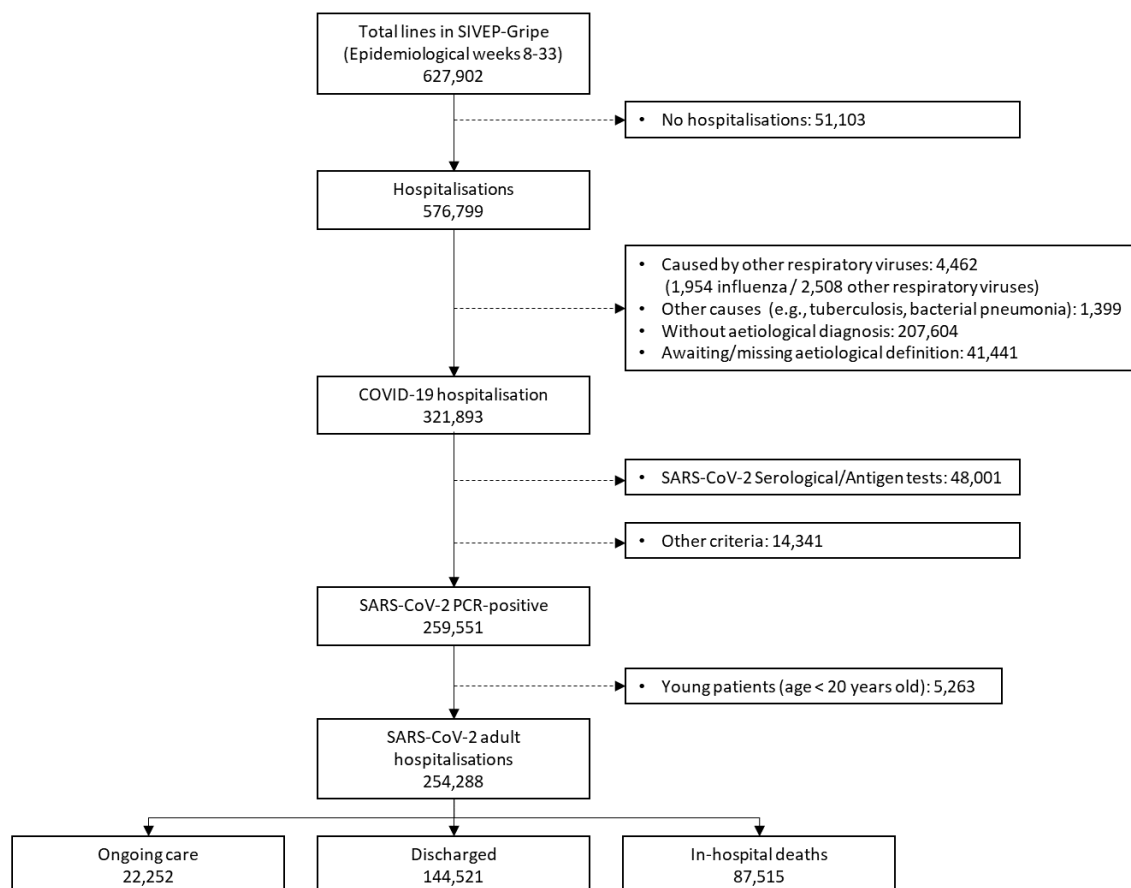 Total lines in SIVEP-Gripe
(Epidemiological weeks 8-33)
627,902
• No hospitalisations: 51,103
Hospitalisations
576,799
• Caused by other respiratory viruses: 4,462
(1,954 influenza / 2,508 other respiratory viruses)
• Other causes (e.g., tuberculosis, bacterial pneumonia): 1,399
• Without aetiological diagnosis: 207,604
• Awaiting/missing aetiological definition: 41,441
COVID-19 hospitalisation
321,893
• SARS-CoV-2 Serological/Antigen tests: 48,001
• Other criteria: 14,341
SARS-CoV-2 PCR-positive
259,551
• Young patients (age < 20 years old): 5,263
SARS-CoV-2 adult
hospitalisations
254,288
Ongoing care
22,252
Discharged
144,521
In-hospital deaths
87,515